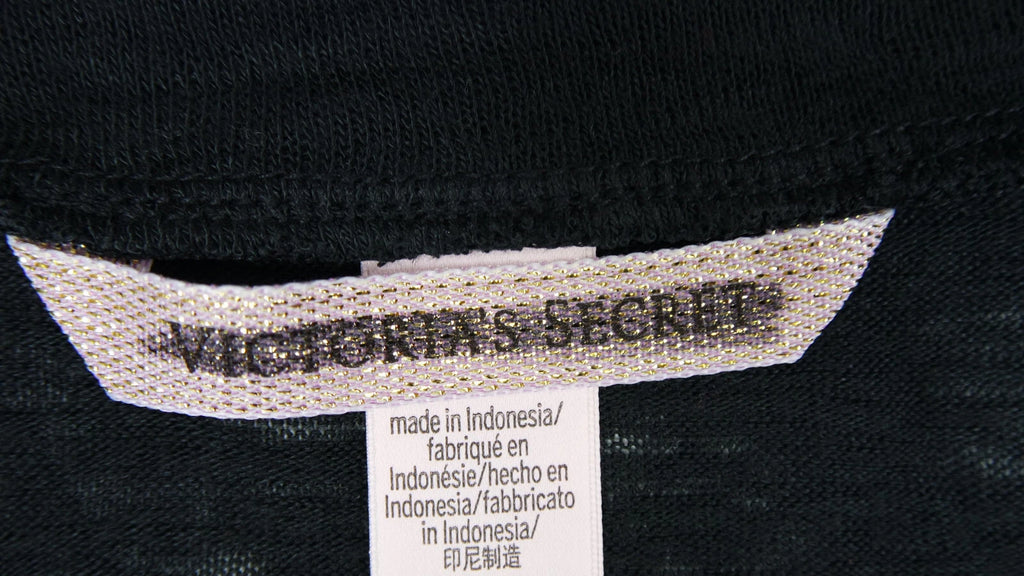 VICTORIA'S SECRET
made in Indonesia/
fabriqué en
Indonésie/hecho en
Indonesia/fabbricato
in Indonesia/
印尼制造